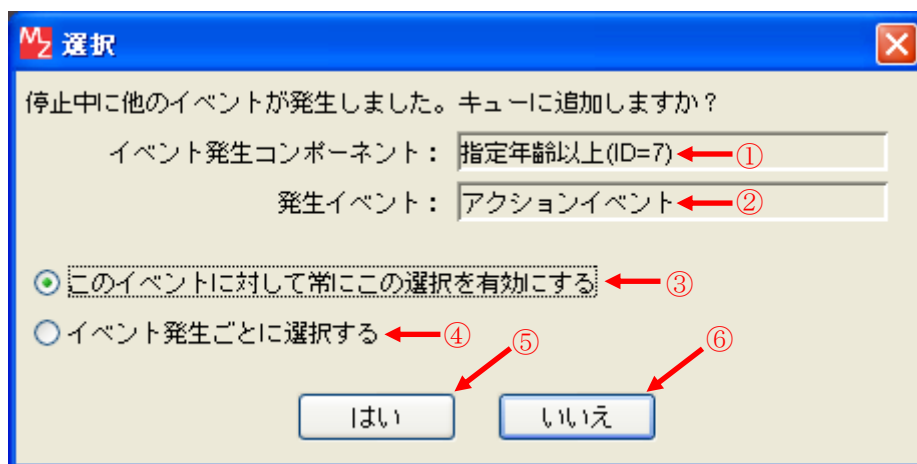 MZ 選択
停止中に他のイベントが発生しました。キューに追加しますか？
イベント発生コンポーネント： 指定年齢以上(ID=7) ①
発生イベント： アクションイベント ②
このイベントに対して常にこの選択を有効にする ③
イベント発生ごとに選択する ④
⑤ ⑥
はい いいえ